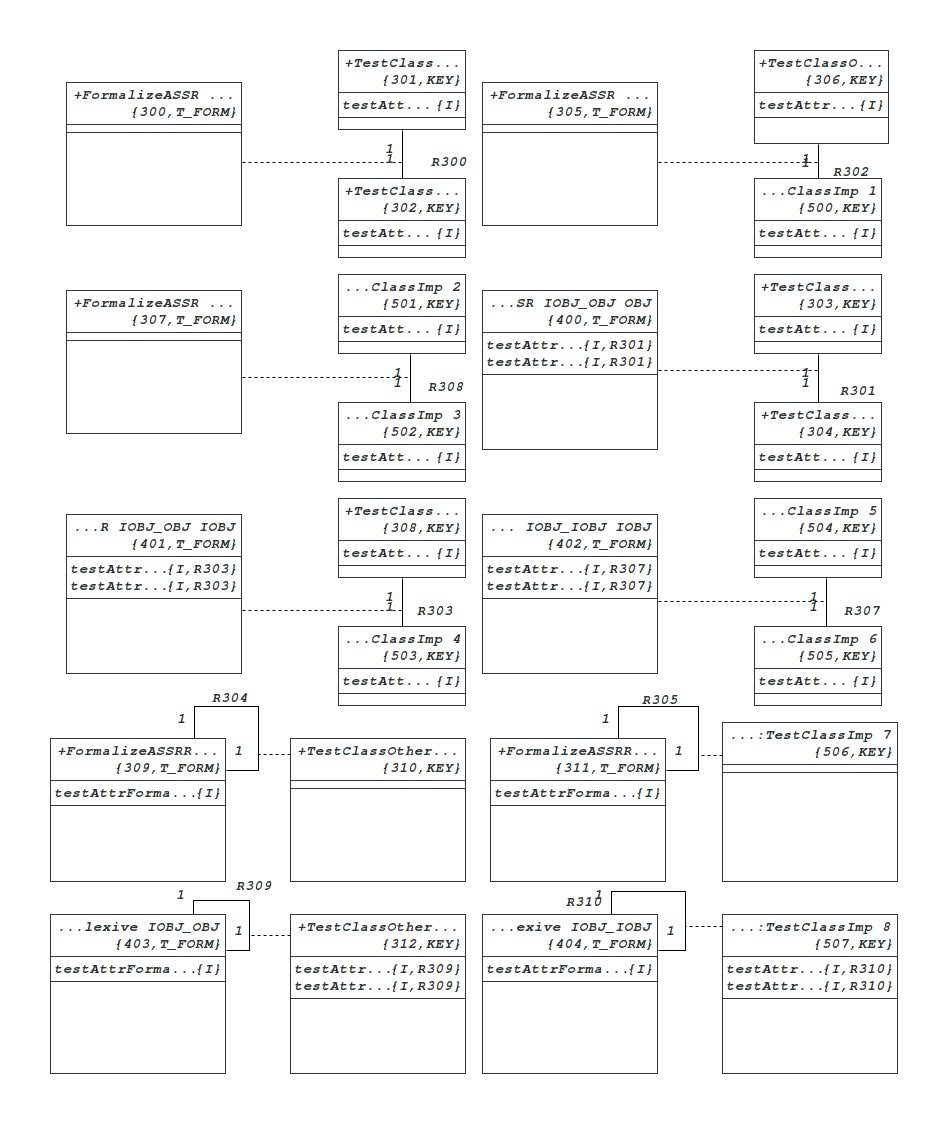 +FormalizeASSR ...
{300,T_FORM}
+TestClass...
{301,KEY}
testAtt... {I}
1
1
R300
+TestClass...
{302,KEY}
testAtt... {I}
+FormalizeASSR ...
{305,T_FORM}
+TestClassO...
{306,KEY}
testAttr...{I}
1
1
R302
...ClassImp 1
{500,KEY}
testAtt... {I}
+FormalizeASSR ...
{307,T_FORM}
...ClassImp 2
{501,KEY}
testAtt... {I}
1
1
R308
...ClassImp 3
{502,KEY}
testAtt... {I}
...SR IOBJ_OBJ OBJ
{400,T_FORM}
testAttr...{I,R301}
testAttr...{I,R301}
+TestClass...
{303,KEY}
testAtt... {I}
1
1
R301
+TestClass...
{304,KEY}
testAtt... {I}
...R IOBJ_OBJ IOBJ
{401,T_FORM}
testAttr...{I,R303}
testAttr...{I,R303}
+TestClass...
{308,KEY}
testAtt... {I}
1
1
R303
...ClassImp 4
{503,KEY}
testAtt... {I}
... IOBJ_IOBJ IOBJ
{402,T_FORM}
testAttr...{I,R307}
testAttr...{I,R307}
...ClassImp 5
{504,KEY}
testAtt... {I}
1
1
R307
...ClassImp 6
{505,KEY}
testAtt... {I}
R304
1
1
+FormalizeASSRR...
{309,T_FORM}
testAttrForma...{I}
+TestClassOther...
{310,KEY}
R305
1
1
+FormalizeASSRR...
{311,T_FORM}
testAttrForma...{I}
...:TestClassImp 7
{506,KEY}
R309
1
1
...lexive IOBJ_OBJ
{403,T_FORM}
testAttrForma...{I}
+TestClassOther...
{312,KEY}
testAttr...{I,R309}
testAttr...{I,R309}
R310
1
1
...exive IOBJ_IOBJ
{404,T_FORM}
testAttrForma...{I}
...:TestClassImp 8
{507,KEY}
testAttr...{I,R310}
testAttr...{I,R310}